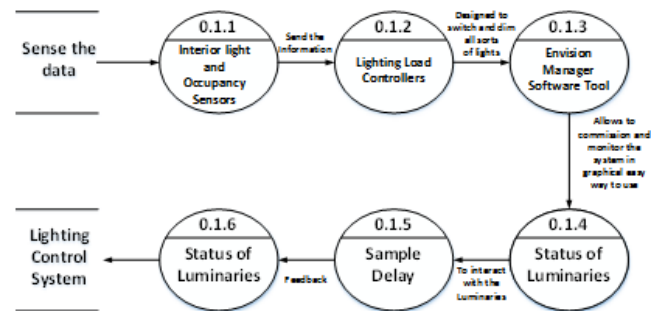 Sense the
data
0.1.1
Interior light
and
Occupancy
Sensors
Send the
Information
0.1.2
Lighting Load
Controllers
Designed to
switch and dim
all sorts
of lights
0.1.3
Envision
Manager
Software Tool
Allows to
commission and
monitor the
system in
graphical easy
way to use
0.1.4
Status of
Luminaries
To interact
with the
Luminaries
0.1.5
Sample
Delay
Feedback
0.1.6
Status of
Luminaries
Lighting
Control
System